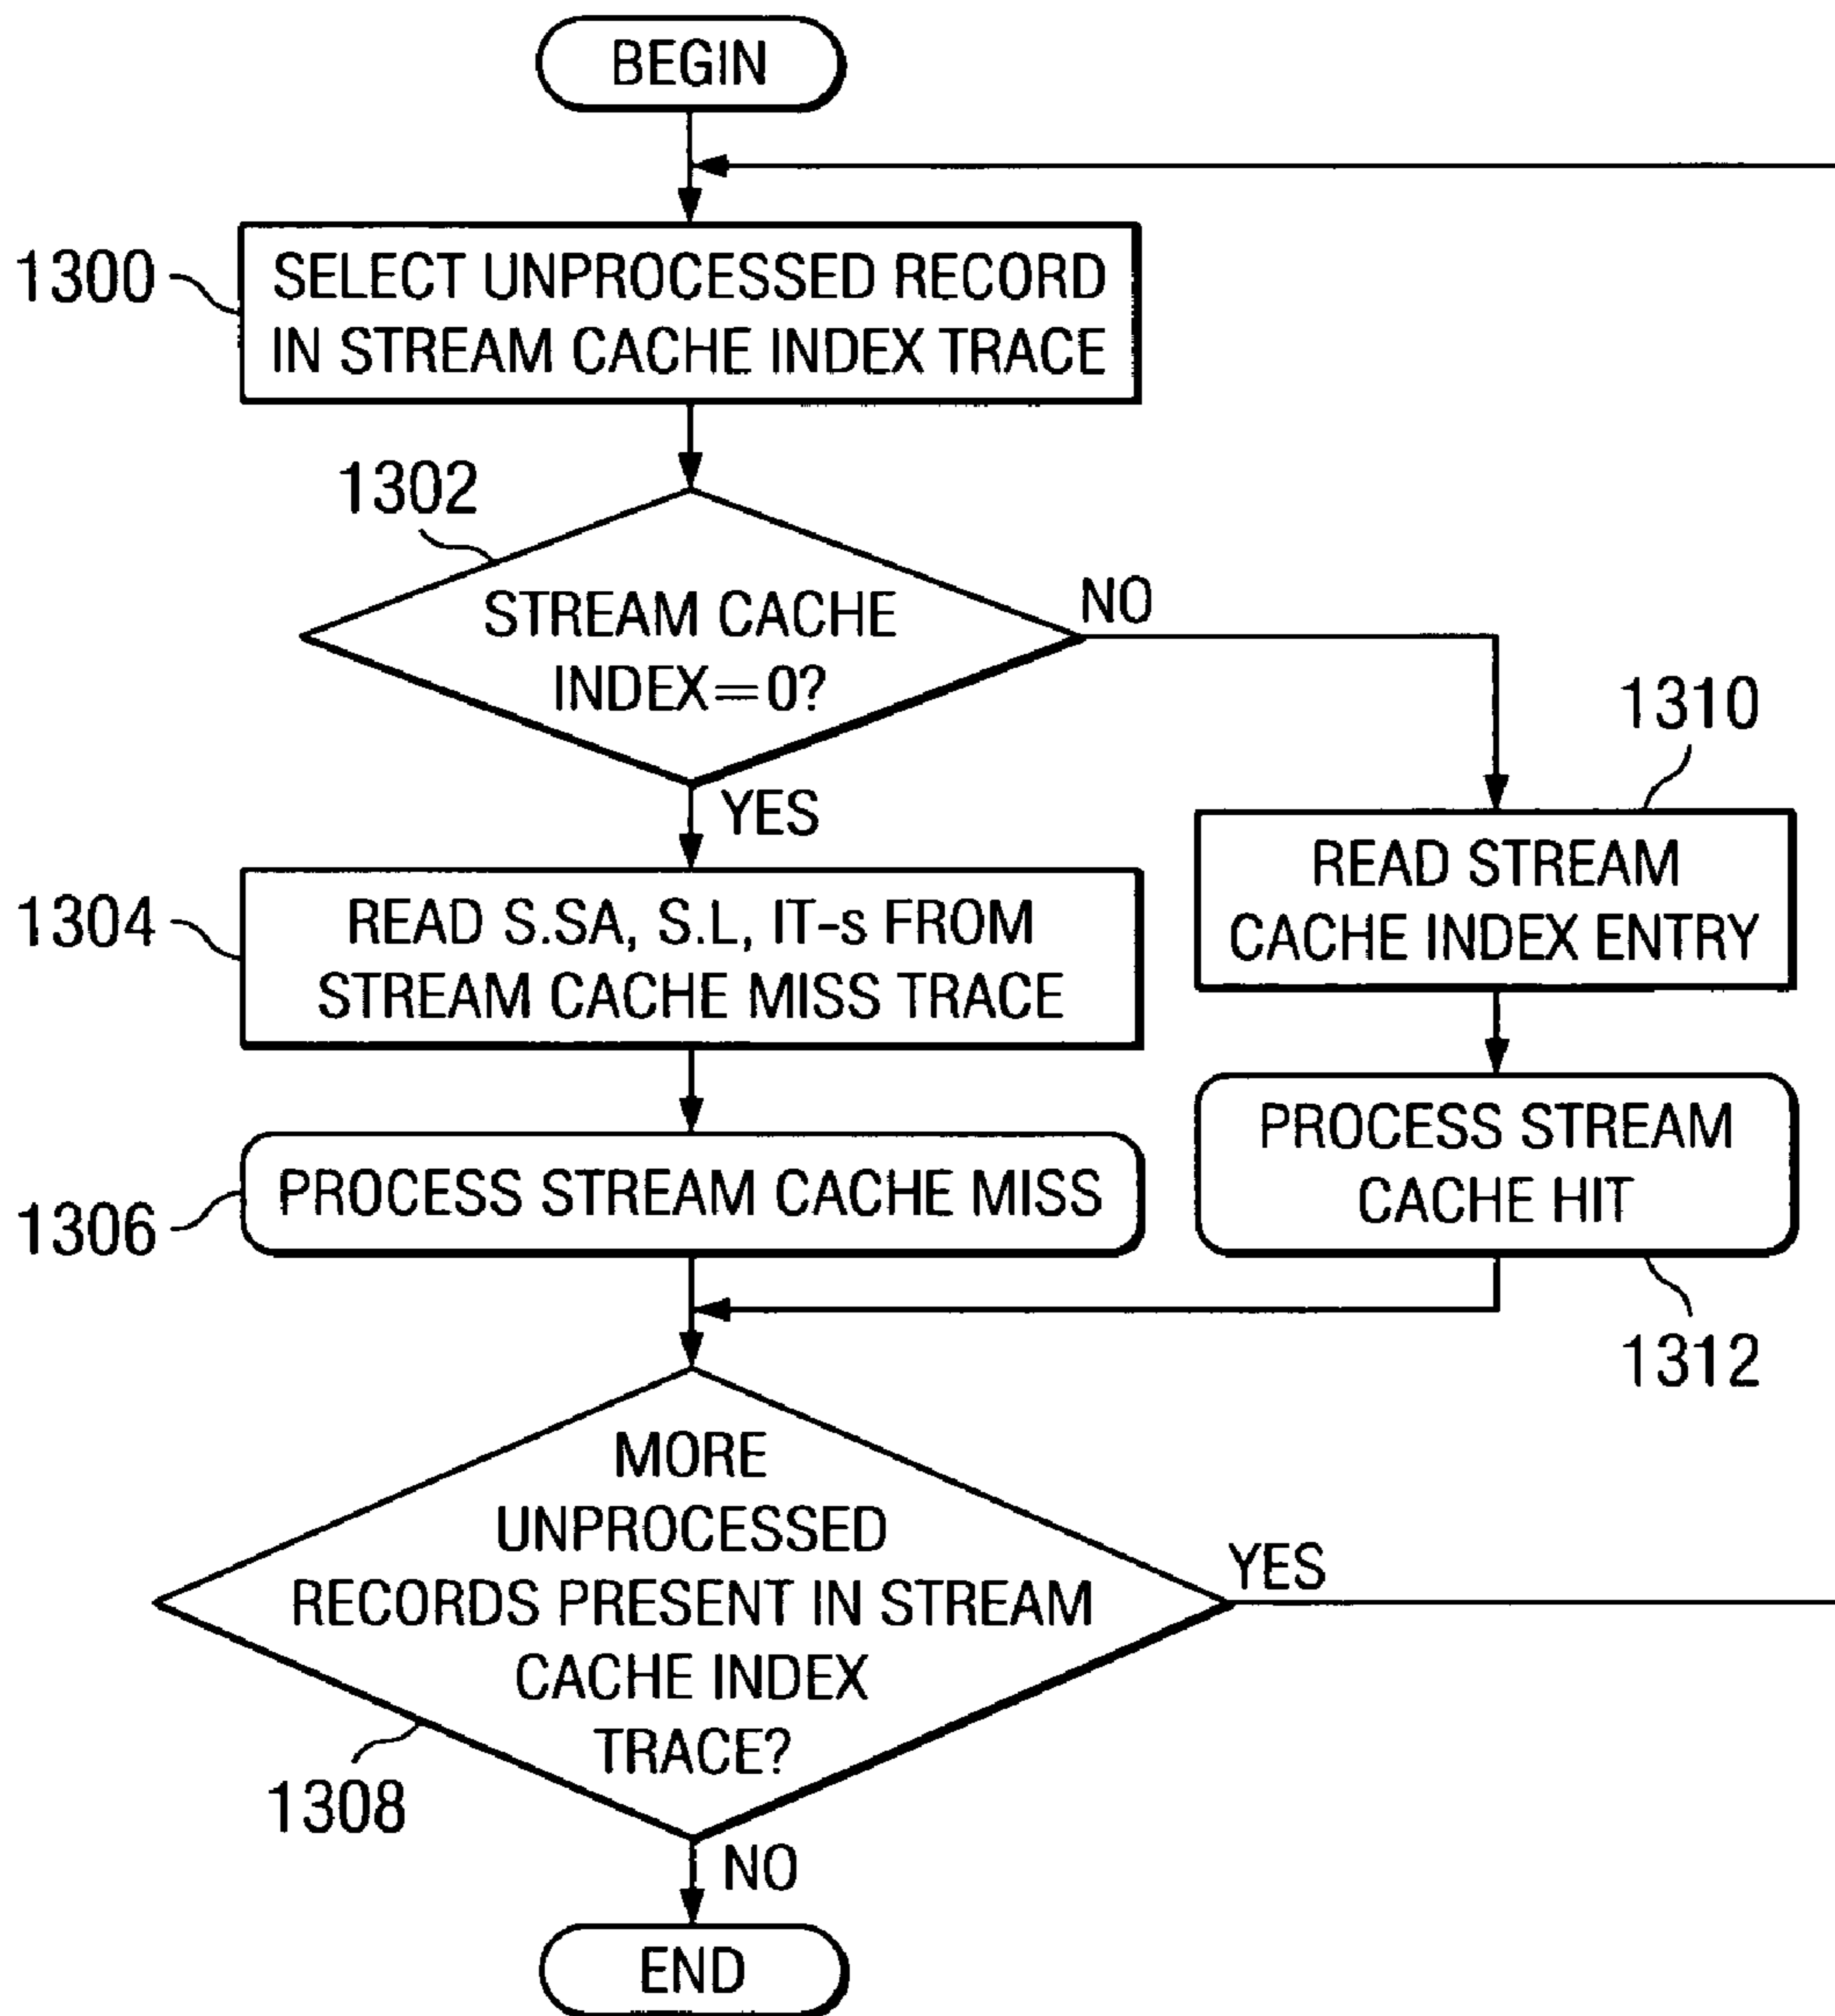 BEGIN
1300
SELECT UNPROCESSED RECORD
IN STREAM CACHE INDEX TRACE
1302
STREAM CACHE
INDEX=0?
NO
YES
1310
READ STREAM
CACHE INDEX ENTRY
1304
READ S.SA, S.L, IT-s FROM
STREAM CACHE MISS TRACE
1306
PROCESS STREAM CACHE MISS
PROCESS STREAM
CACHE HIT
1312
MORE
UNPROCESSED
RECORDS PRESENT IN STREAM
CACHE INDEX
TRACE?
YES
1308
NO
END